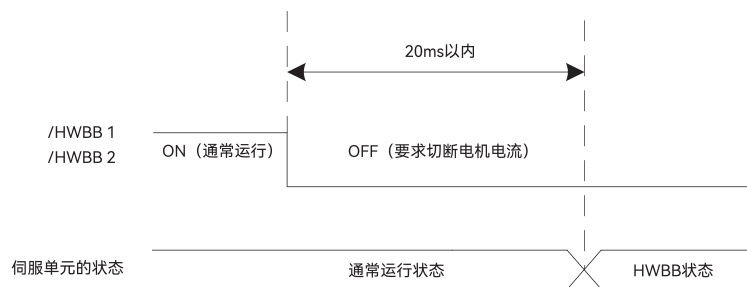 20ms以内
/HWBB 1
/HWBB 2
ON（通常运行）
OFF（要求切断电机电流）
伺服单元的状态
通常运行状态
HWBB状态